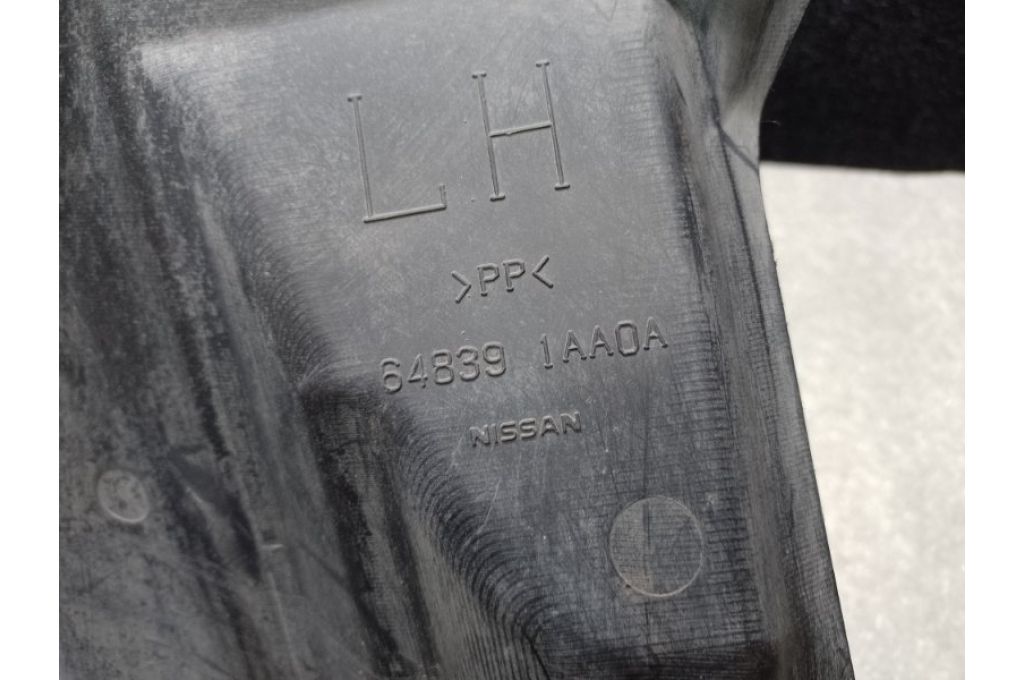 LH
>PP<
64839 1AA0A
NISSAN